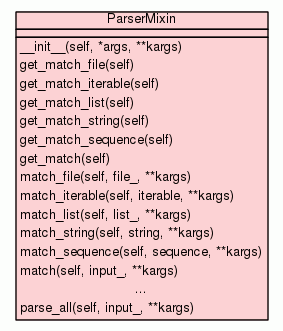 ParserMixin
__init__(self, *args, **kargs)
get_match_file(self)
get_match_iterable(self)
get_match_list(self)
get_match_string(self)
get_match_sequence(self)
get_match(self)
match_file(self, file_, **kargs)
match_iterable(self, iterable, **kargs)
match_list(self, list_, **kargs)
match_string(self, string, **kargs)
match_sequence(self, sequence, **kargs)
match(self, input_, **kargs)
...
parse_all(self, input_, **kargs)